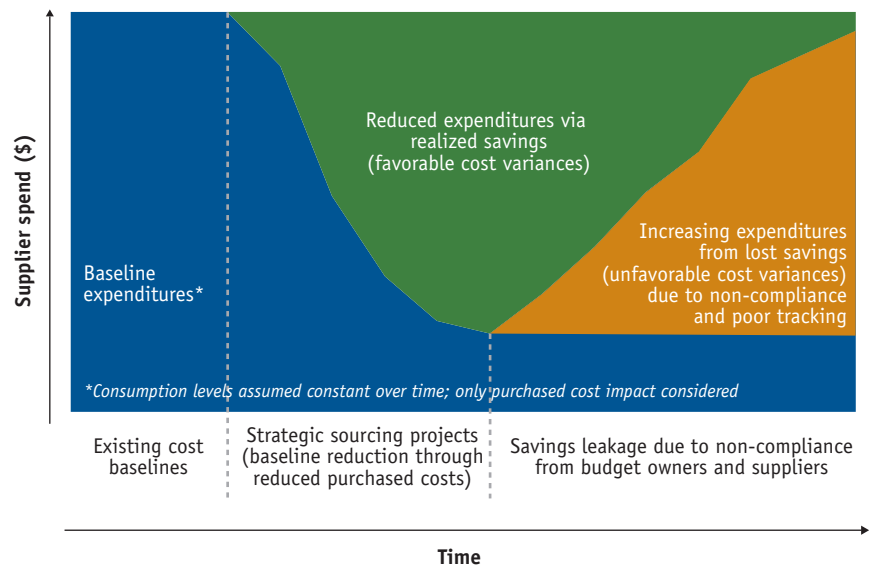 Supplier spend ($)
Reduced expenditures via
realized savings
(favorable cost variances)
Increasing expenditures
from lost savings
(unfavorable cost variances)
due to non-compliance
and poor tracking
Baseline
expenditures*
*Consumption levels assumed constant over time; only purchased cost impact considered
Existing cost
baselines
Strategic sourcing projects
(baseline reduction through
reduced purchased costs)
Savings leakage due to non-compliance
from budget owners and suppliers
Time